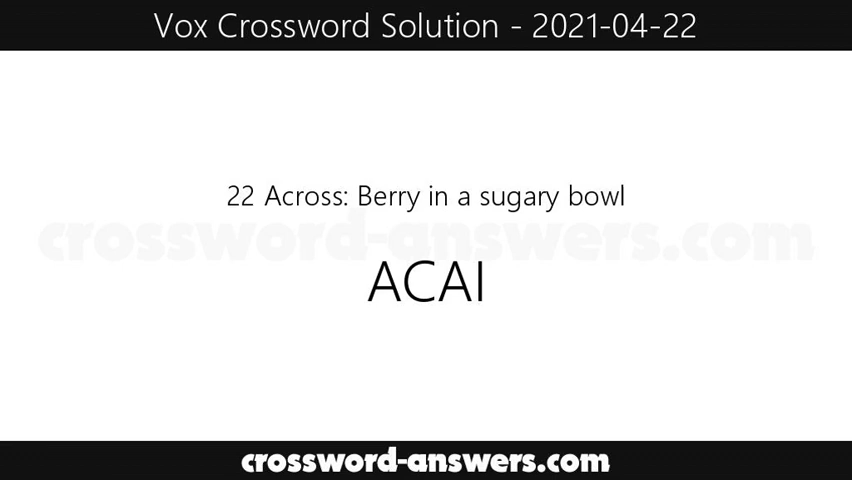 Vox Crossword Solution - 2021-04-22
22 Across: Berry in a sugary bowl
crossword-answers.com
ACAI
crossword-answers.com